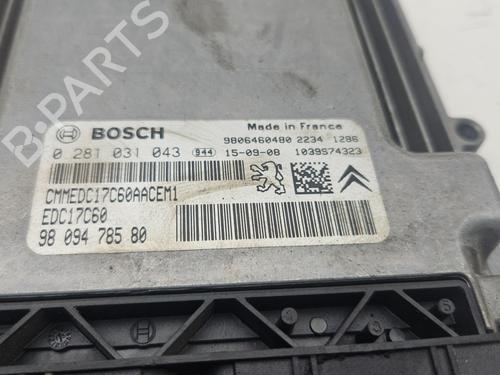 BOSCH
Made in France
9806460480 2234 1286
0 281 031 043 944 15-09-08 1039S74323
CMMEDC17C60AACEM1
EDC17C60
98 094 785 80
B-PARTS